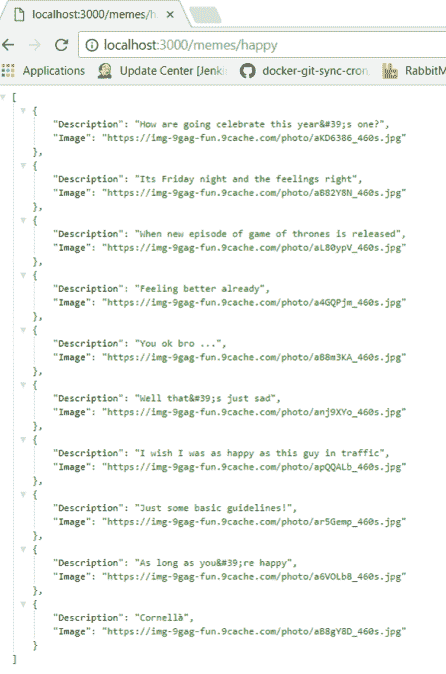 localhost:3000/memes/happy
localhost:3000/memes/happy
Applications Update Center [Jenki docker-git-sync-cron RabbitM
[
{
"Description": "How are going celebrate this year&#39;s one?",
"Image": "https://img-9gag-fun.9cache.com/photo/aKD6386_460s.jpg"
},
{
"Description": "Its Friday night and the feelings right",
"Image": "https://img-9gag-fun.9cache.com/photo/aB82Y8N_460s.jpg"
},
{
"Description": "When new episode of game of thrones is released",
"Image": "https://img-9gag-fun.9cache.com/photo/aL80ypV_460s.jpg"
},
{
"Description": "Feeling better already",
"Image": "https://img-9gag-fun.9cache.com/photo/a4GQPjm_460s.jpg"
},
{
"Description": "You ok bro ...",
"Image": "https://img-9gag-fun.9cache.com/photo/aB8m3KA_460s.jpg"
},
{
"Description": "Well that&#39;s just sad",
"Image": "https://img-9gag-fun.9cache.com/photo/anj9XYo_460s.jpg"
},
{
"Description": "I wish I was as happy as this guy in traffic",
"Image": "https://img-9gag-fun.9cache.com/photo/apQQALb_460s.jpg"
},
{
"Description": "Just some basic guidelines!",
"Image": "https://img-9gag-fun.9cache.com/photo/ar5Gemp_460s.jpg"
},
{
"Description": "As long as you&#39;re happy",
"Image": "https://img-9gag-fun.9cache.com/photo/a6VOLbB_460s.jpg"
},
{
"Description": "Cornellà",
"Image": "https://img-9gag-fun.9cache.com/photo/aB8gY8D_460s.jpg"
}
]